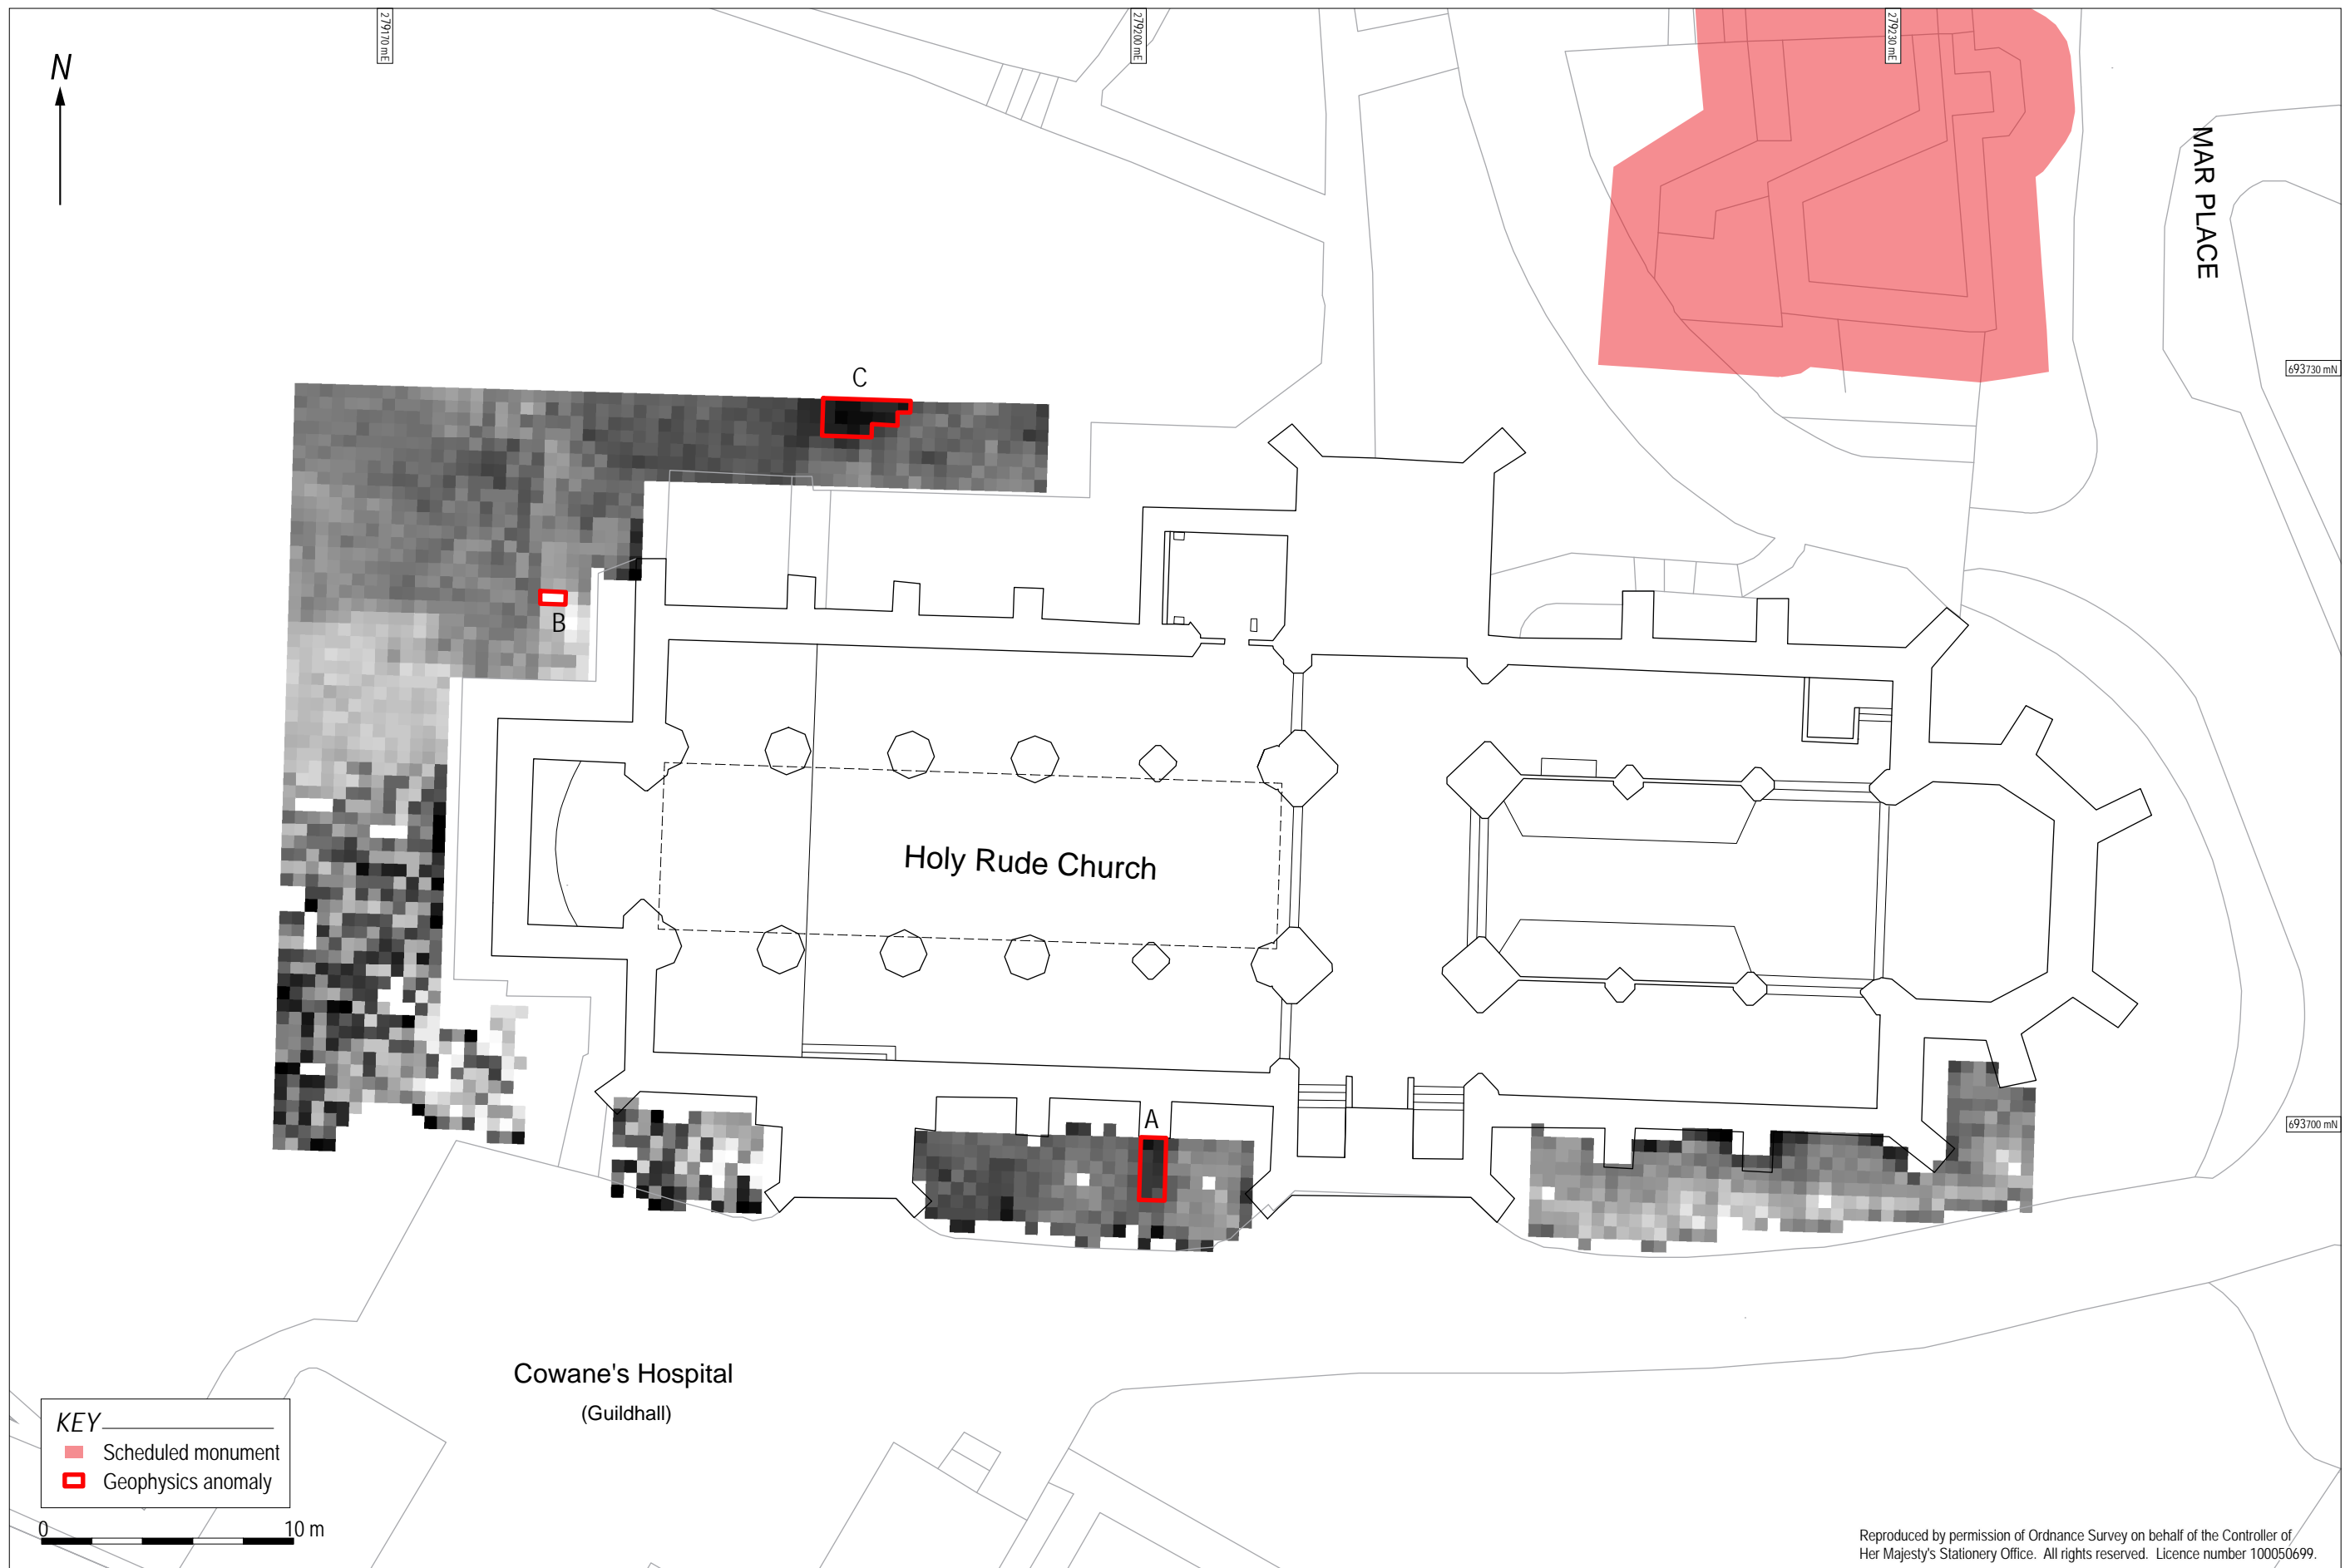 279170 mE
279200 mE
279230 mE
N
MAR PLACE
693730 mN
C
B
Holy Rude Church
A
693700 mN
Cowane's Hospital
(Guildhall)
KEY
Scheduled monument
Geophysics anomaly
0 10 m
Reproduced by permission of Ordnance Survey on behalf of the Controller of
Her Majesty's Stationery Office. All rights reserved. Licence number 100050699.